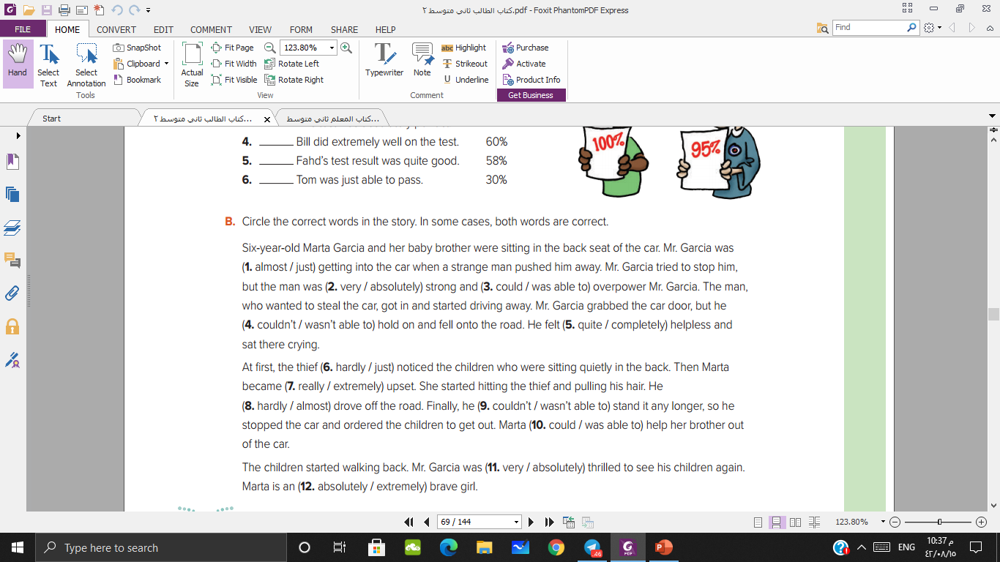 كتاب الطالب ثاني متوسط ٢.pdf - Foxit PhantomPDF Express
FILE HOME CONVERT EDIT COMMENT VIEW FORM SHARE HELP
Find
Hand
Select Text
Select Annotation
SnapShot
Clipboard
Bookmark
Tools
Actual Size
Fit Page
Fit Width
Fit Visible
123.80%
Rotate Left
Rotate Right
View
Typewriter
Note
Highlight
Strikeout
Underline
Comment
Purchase
Activate
Product Info
Get Business
Start
كتاب الطالب ثاني متوسط ٢...
كتاب المعلم ثاني متوسط...
4. ______ Bill did extremely well on the test. 60%
5. ______ Fahd’s test result was quite good. 58%
6. ______ Tom was just able to pass. 30%
100%
95%
B. Circle the correct words in the story. In some cases, both words are correct.
Six-year-old Marta Garcia and her baby brother were sitting in the back seat of the car. Mr. Garcia was
(1. almost / just) getting into the car when a strange man pushed him away. Mr. Garcia tried to stop him,
but the man was (2. very / absolutely) strong and (3. could / was able to) overpower Mr. Garcia. The man,
who wanted to steal the car, got in and started driving away. Mr. Garcia grabbed the car door, but he
(4. couldn’t / wasn’t able to) hold on and fell onto the road. He felt (5. quite / completely) helpless and
sat there crying.
At first, the thief (6. hardly / just) noticed the children who were sitting quietly in the back. Then Marta
became (7. really / extremely) upset. She started hitting the thief and pulling his hair. He
(8. hardly / almost) drove off the road. Finally, he (9. couldn’t / wasn’t able to) stand it any longer, so he
stopped the car and ordered the children to get out. Marta (10. could / was able to) help her brother out
of the car.
The children started walking back. Mr. Garcia was (11. very / absolutely) thrilled to see his children again.
Marta is an (12. absolutely / extremely) brave girl.
69 / 144
123.80%
Type here to search
46
PDF
ENG
10:37 م
٤٢/٠٨/١٥